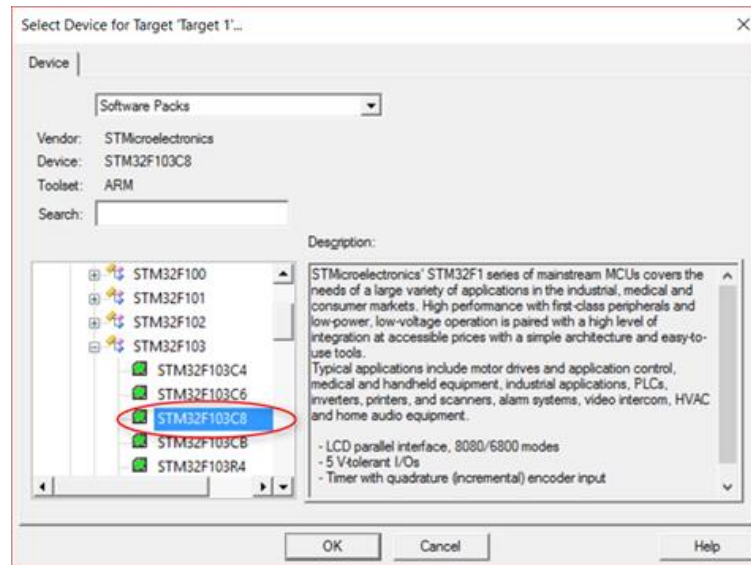 Select Device for Target 'Target 1'...
Device
Software Packs
Vendor: STMicroelectronics
Device: STM32F103C8
Toolset: ARM
Search:
Description:
STM32F100
STM32F101
STM32F102
STM32F103
STM32F103C4
STM32F103C6
STM32F103C8
STM32F103CB
STM32F103R4
STMicroelectronics' STM32F1 series of mainstream MCUs covers the
needs of a large variety of applications in the industrial, medical and
consumer markets. High performance with first-class peripherals and
low-power, low-voltage operation is paired with a high level of
integration at accessible prices with a simple architecture and easy-to-
use tools.
Typical applications include motor drives and application control,
medical and handheld equipment, industrial applications, PLCs,
inverters, printers, and scanners, alarm systems, video intercom, HVAC
and home audio equipment.
- LCD parallel interface, 8080/6800 modes
- 5 V-tolerant I/Os
- Timer with quadrature (incremental) encoder input
OK
Cancel
Help